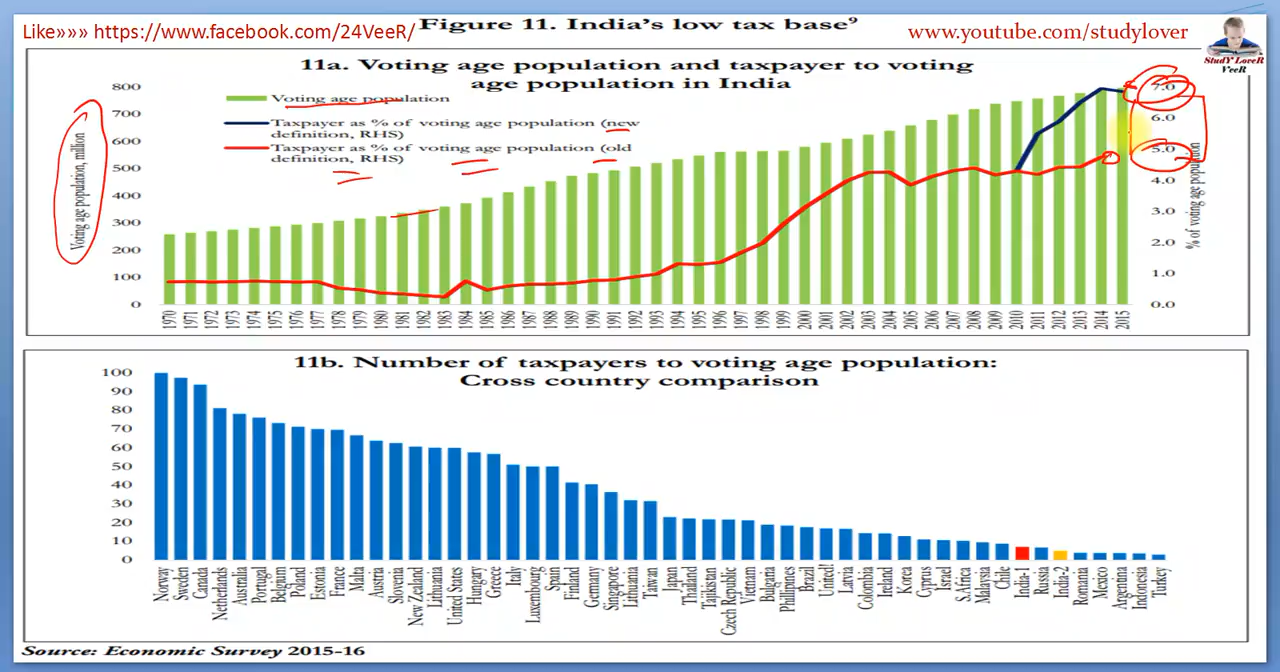 Like»»» https://www.facebook.com/24VeeR/
Figure 11. India's low tax base⁹
www.youtube.com/studylover
StudY LoveR
VeeR
11a. Voting age population and taxpayer to voting
age population in India
Voting age population
Taxpayer as % of voting age population (new
definition, RHS)
Taxpayer as % of voting age population (old
definition, RHS)
Voting age population, million
800
700
600
500
400
300
200
100
0
7.0
6.0
5.0
4.0
3.0
2.0
1.0
0.0
% of voting age population
1970 1971 1972 1973 1974 1975 1976 1977 1978 1979 1980 1981 1982 1983 1984 1985 1986 1987 1988 1989 1990 1991 1992 1993 1994 1995 1996 1997 1998 1999 2000 2001 2002 2003 2004 2005 2006 2007 2008 2009 2010 2011 2012 2013 2014 2015
11b. Number of taxpayers to voting age population:
Cross country comparison
100
90
80
70
60
50
40
30
20
10
0
Norway Sweden Canada Netherlands Australia Portugal Belgium Poland Estonia France Malta Austria Slovenia New Zealand Lithuania United States Hungary Greece Italy Luxembourg Spain Finland Germany Singapore Lithuania Taiwan Japan Thailand Tajikistan Czech Republic Vietnam Bulgaria Phillipines Brazil United! Latvia Colombia Ireland Korea Cyprus Israel S.Africa Malaysia Chile India-1 Russia India-2 Romania Mexico Argentina Indonesia Turkey
Source: Economic Survey 2015-16